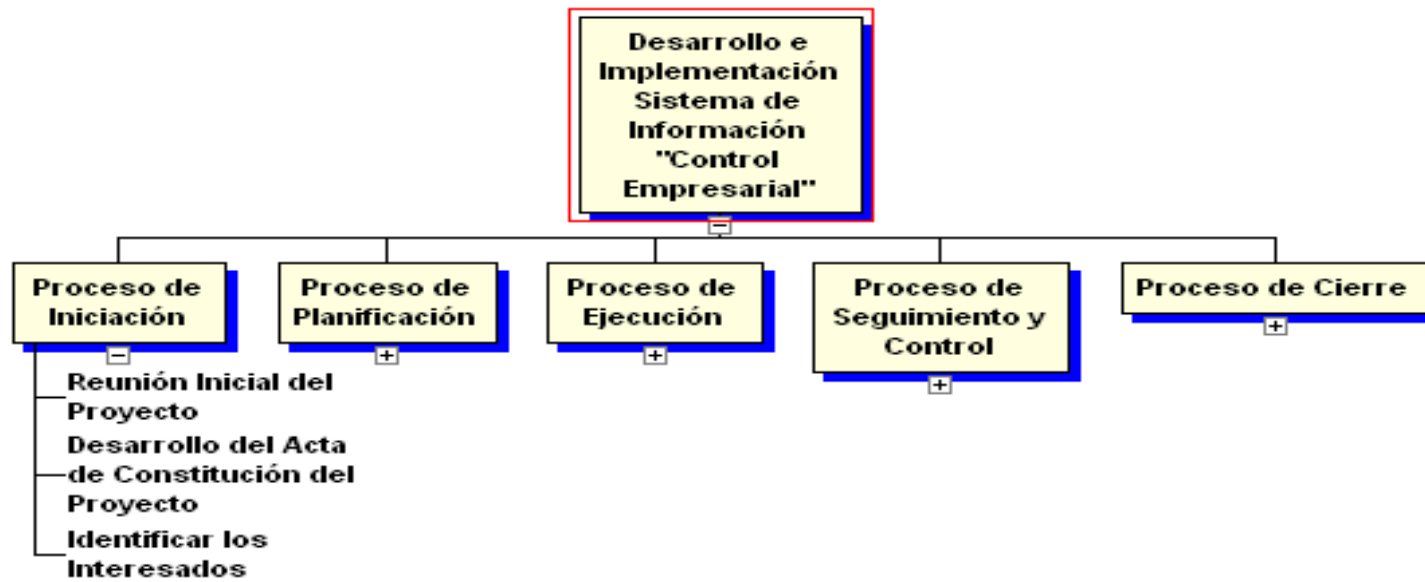 Desarrollo e
Implementación
Sistema de
Información
"Control
Empresarial"
Proceso de
Iniciación
Proceso de
Planificación
Proceso de
Ejecución
Proceso de
Seguimiento y
Control
Proceso de Cierre
Reunión Inicial del
Proyecto
Desarrollo del Acta
de Constitución del
Proyecto
Identificar los
Interesados